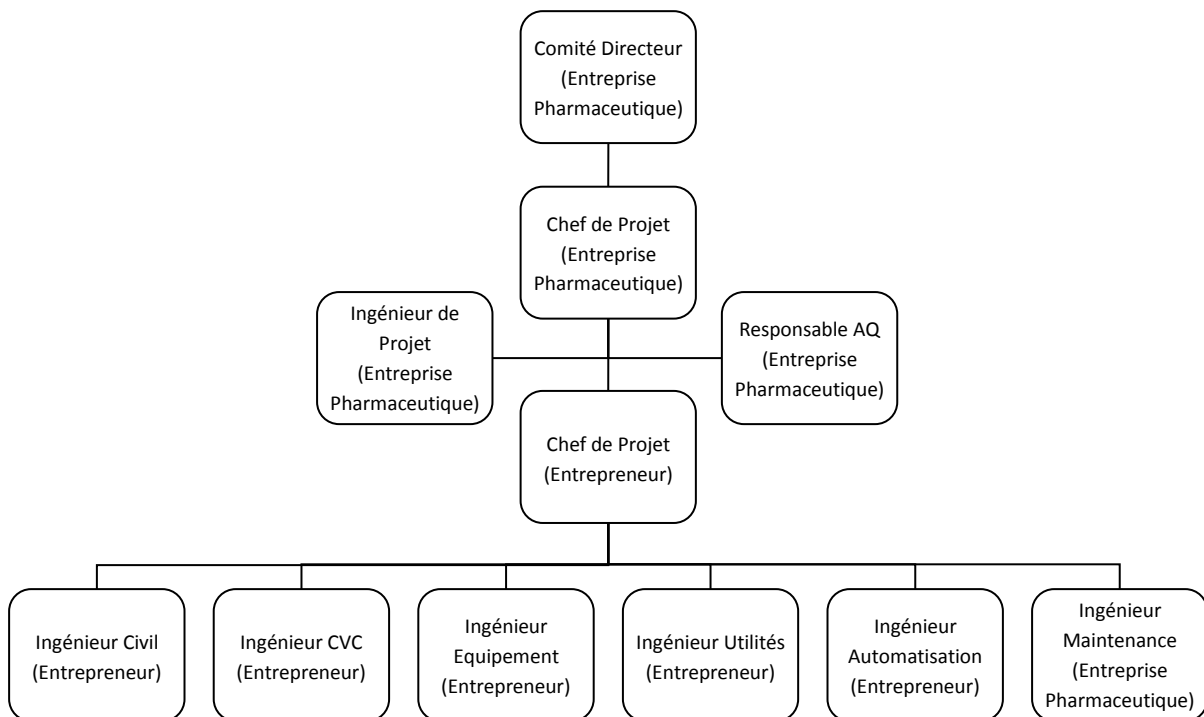 Comité Directeur
(Entreprise
Pharmaceutique)
Chef de Projet
(Entreprise
Pharmaceutique)
Ingénieur de
Projet
(Entreprise
Pharmaceutique)
Responsable AQ
(Entreprise
Pharmaceutique)
Chef de Projet
(Entrepreneur)
Ingénieur Civil
(Entrepreneur)
Ingénieur CVC
(Entrepreneur)
Ingénieur
Equipement
(Entrepreneur)
Ingénieur Utilités
(Entrepreneur)
Ingénieur
Automatisation
(Entrepreneur)
Ingénieur
Maintenance
(Entreprise
Pharmaceutique)